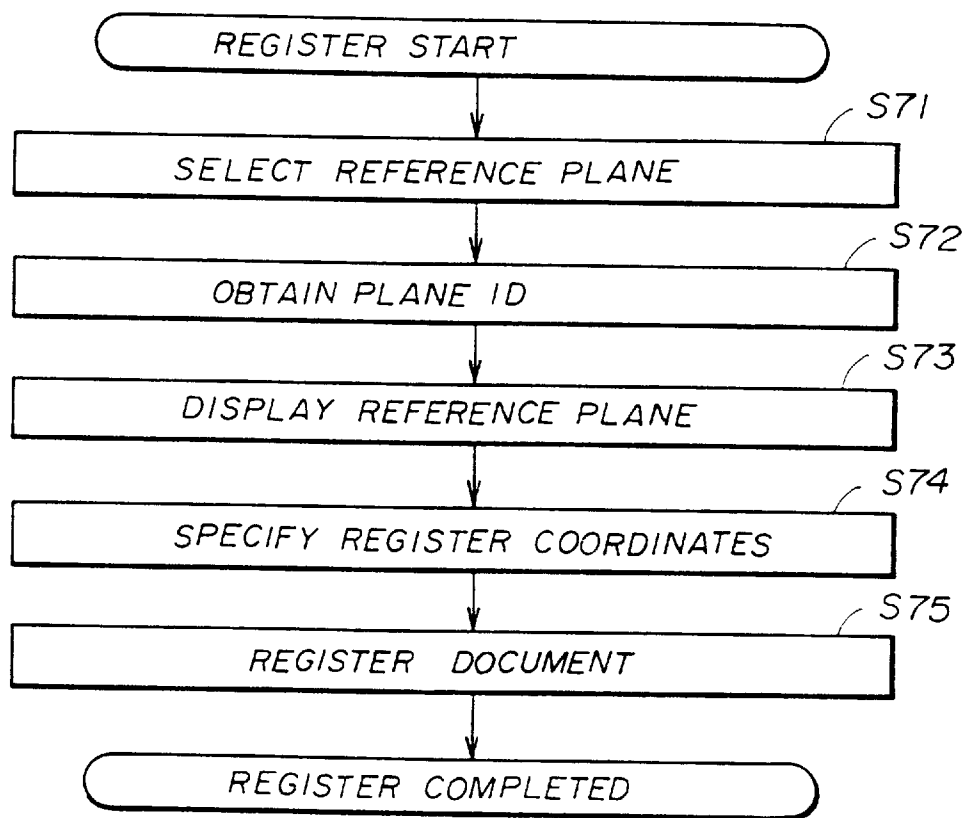 REGISTER START
S71
SELECT REFERENCE PLANE
S72
OBTAIN PLANE ID
S73
DISPLAY REFERENCE PLANE
S74
SPECIFY REGISTER COORDINATES
S75
REGISTER DOCUMENT
REGISTER COMPLETED